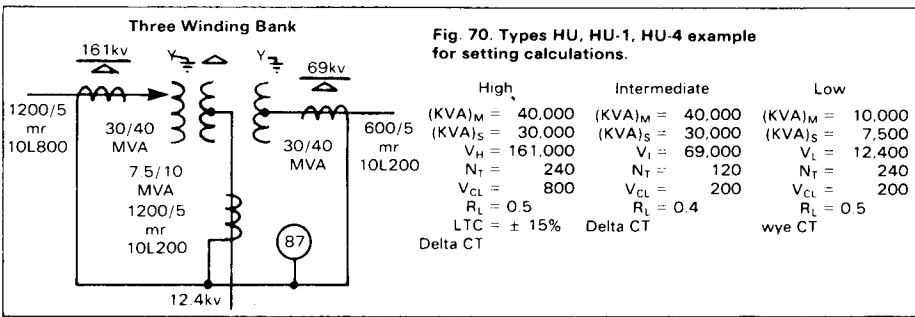 Three Winding Bank
161kv
Δ
Y
Δ
Y
69kv
Δ
1200/5
mr
10L800
30/40
MVA
7.5/10
MVA
1200/5
mr
10L200
30/40
MVA
600/5
mr
10L200
87
12.4kv
Fig. 70. Types HU, HU-1, HU-4 example
for setting calculations.
High
(KVA)M = 40,000
(KVA)S = 30,000
VH = 161,000
NT = 240
VCL = 800
RL = 0.5
LTC = ± 15%
Delta CT
Intermediate
(KVA)M = 40,000
(KVA)S = 30,000
VI = 69,000
NT = 120
VCL = 200
RL = 0.4
Delta CT
Low
(KVA)M = 10,000
(KVA)S = 7,500
VL = 12,400
NT = 240
VCL = 200
RL = 0.5
wye CT